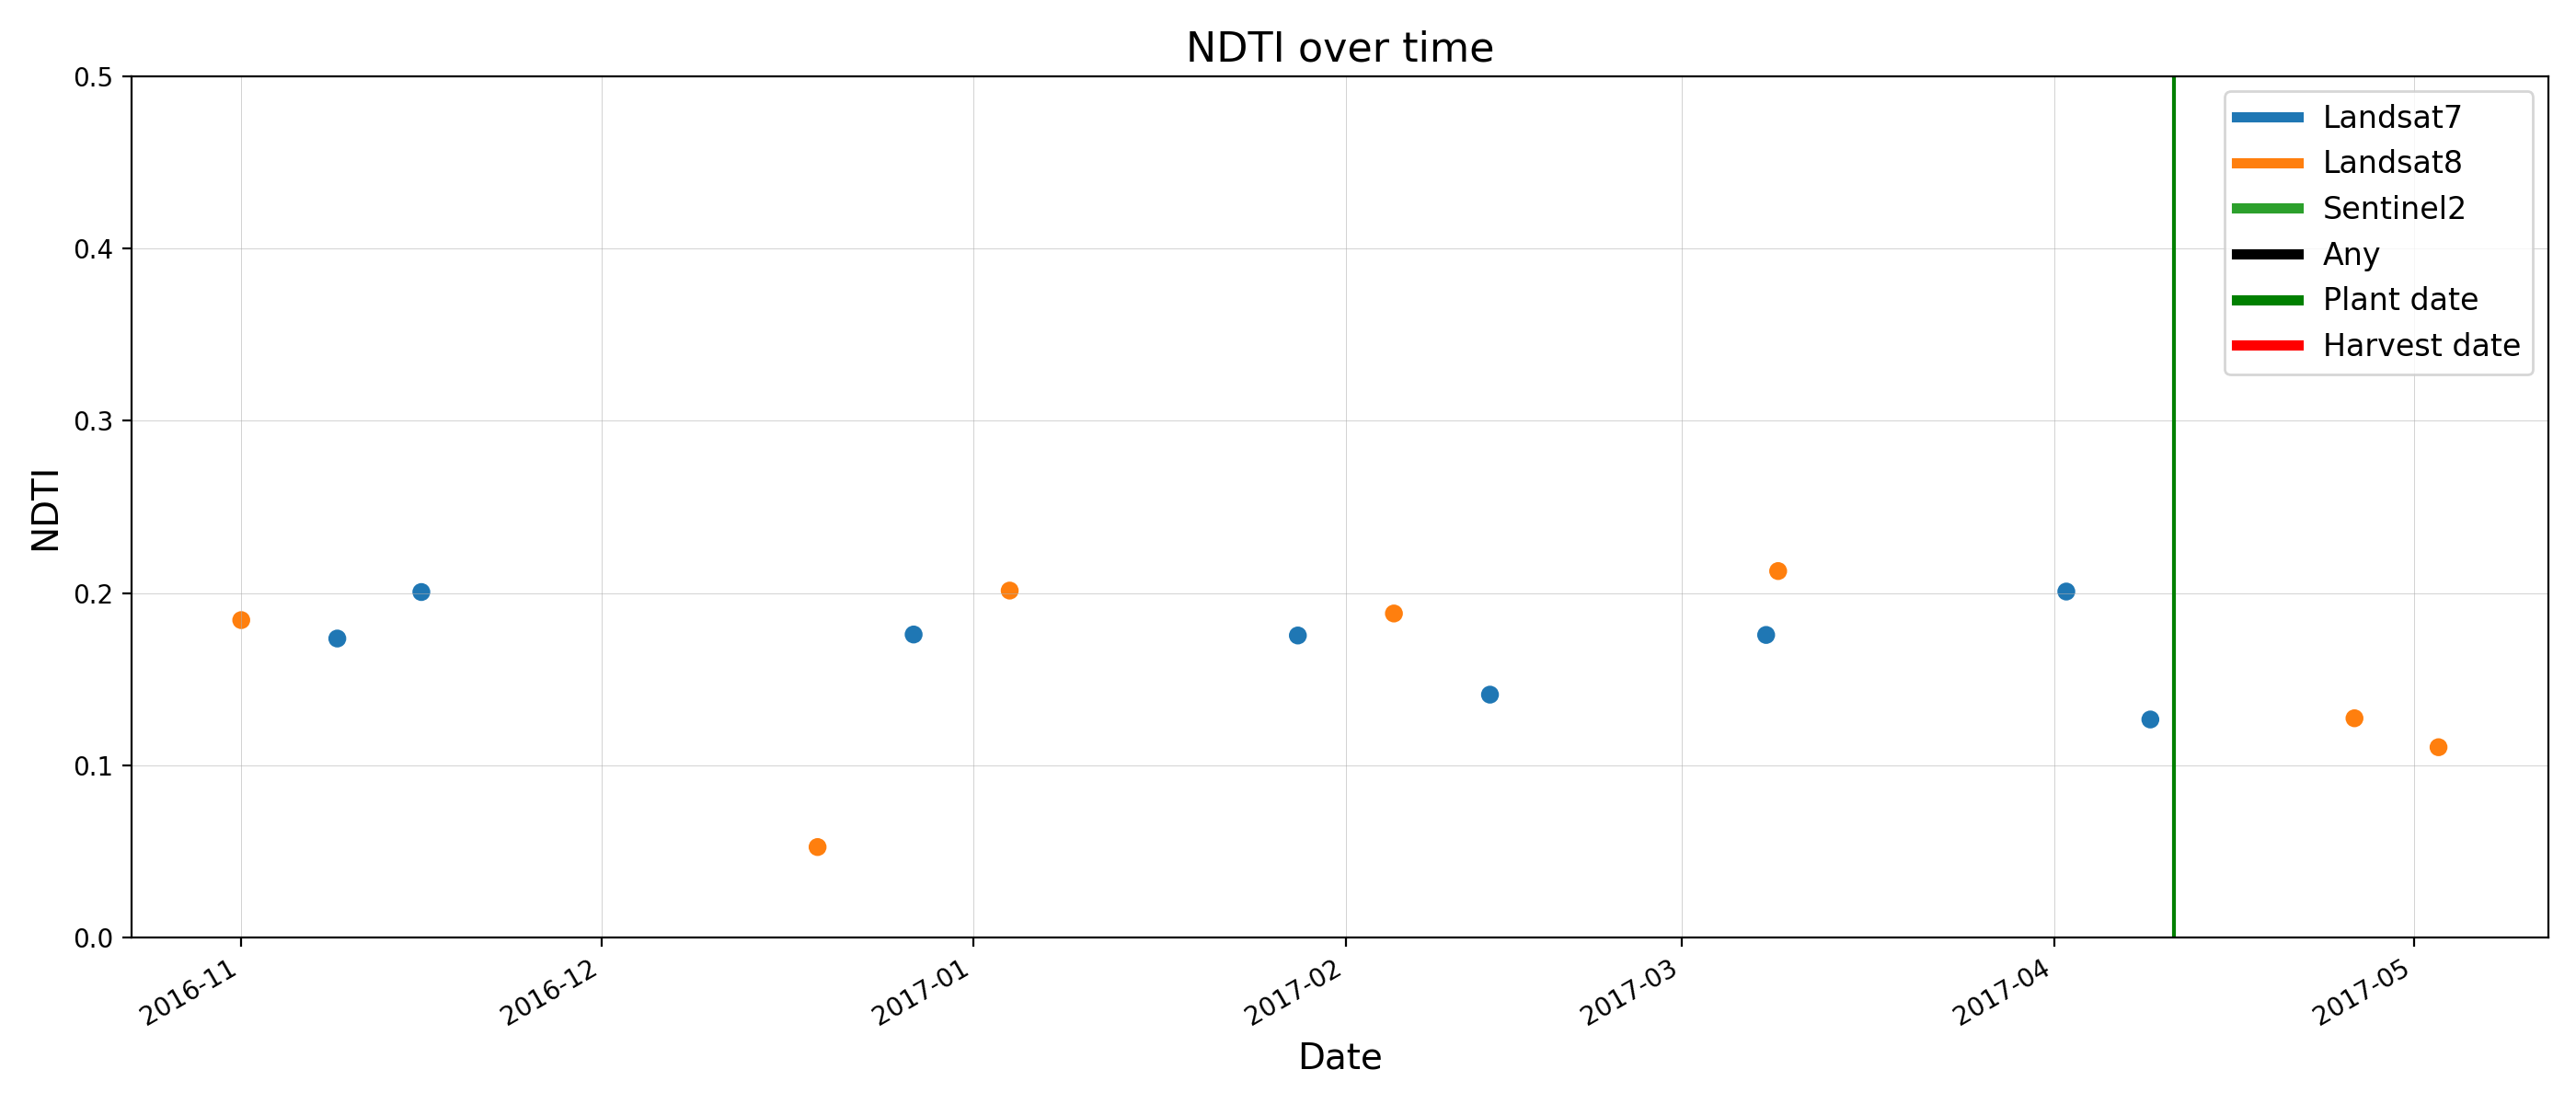 NDTI over time
0.5
0.4
0.3
0.2
0.1
0.0
NDTI
Landsat7
Landsat8
Sentinel2
Any
Plant date
Harvest date
2016-11
2016-12
2017-01
2017-02
2017-03
2017-04
2017-05
Date